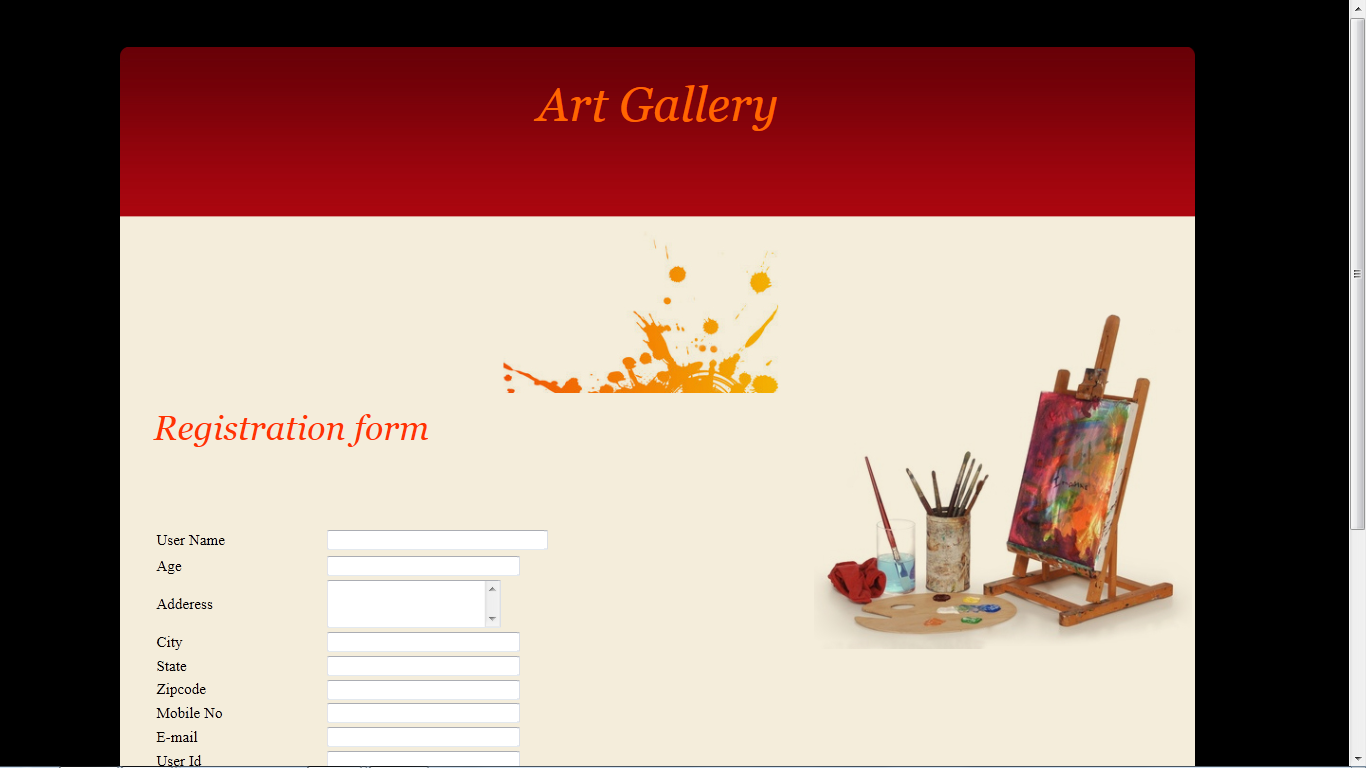 Art Gallery
Registration form
User Name
Age
Adderess
City
State
Zipcode
Mobile No
E-mail
User Id